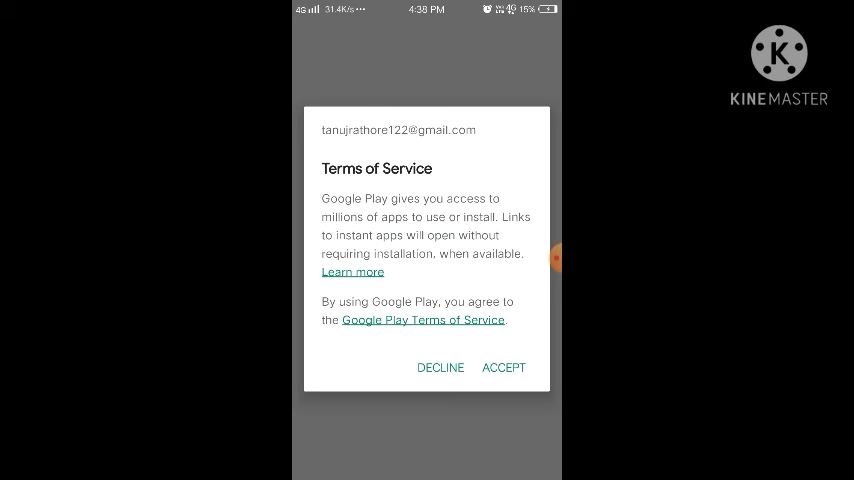 4G 31.4K/s ••• 4:38 PM 4G 15%
K
KINEMASTER
tanujrathore122@gmail.com
Terms of Service
Google Play gives you access to
millions of apps to use or install. Links
to instant apps will open without
requiring installation, when available.
Learn more
By using Google Play, you agree to
the Google Play Terms of Service.
DECLINE ACCEPT